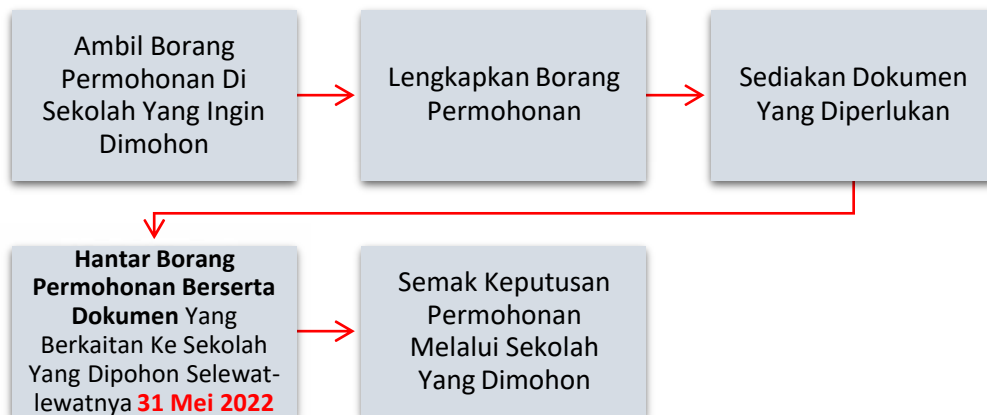 Ambil Borang
Permohonan Di
Sekolah Yang Ingin
Dimohon
Lengkapkan Borang
Permohonan
Sediakan Dokumen
Yang Diperlukan
Hantar Borang
Permohonan Berserta
Dokumen Yang
Berkaitan Ke Sekolah
Yang Dipohon Selewat-
lewatnya 31 Mei 2022
Semak Keputusan
Permohonan
Melalui Sekolah
Yang Dimohon